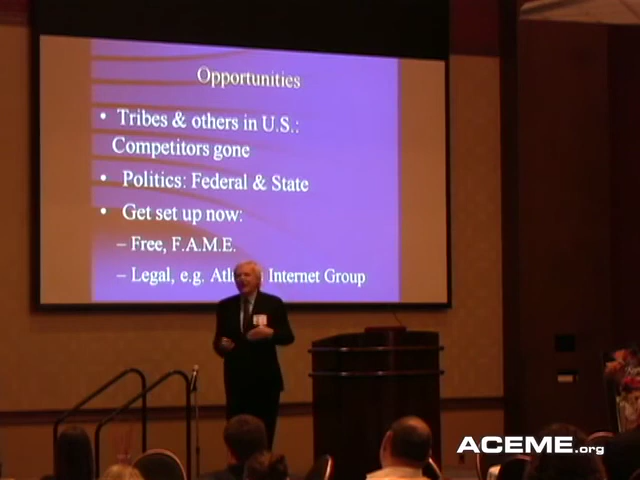 Opportunities
• Tribes & others in U.S.:
Competitors gone
• Politics: Federal & State
• Get set up now:
– Free, F.A.M.E.
– Legal, e.g. Internet Group
ACEME.org